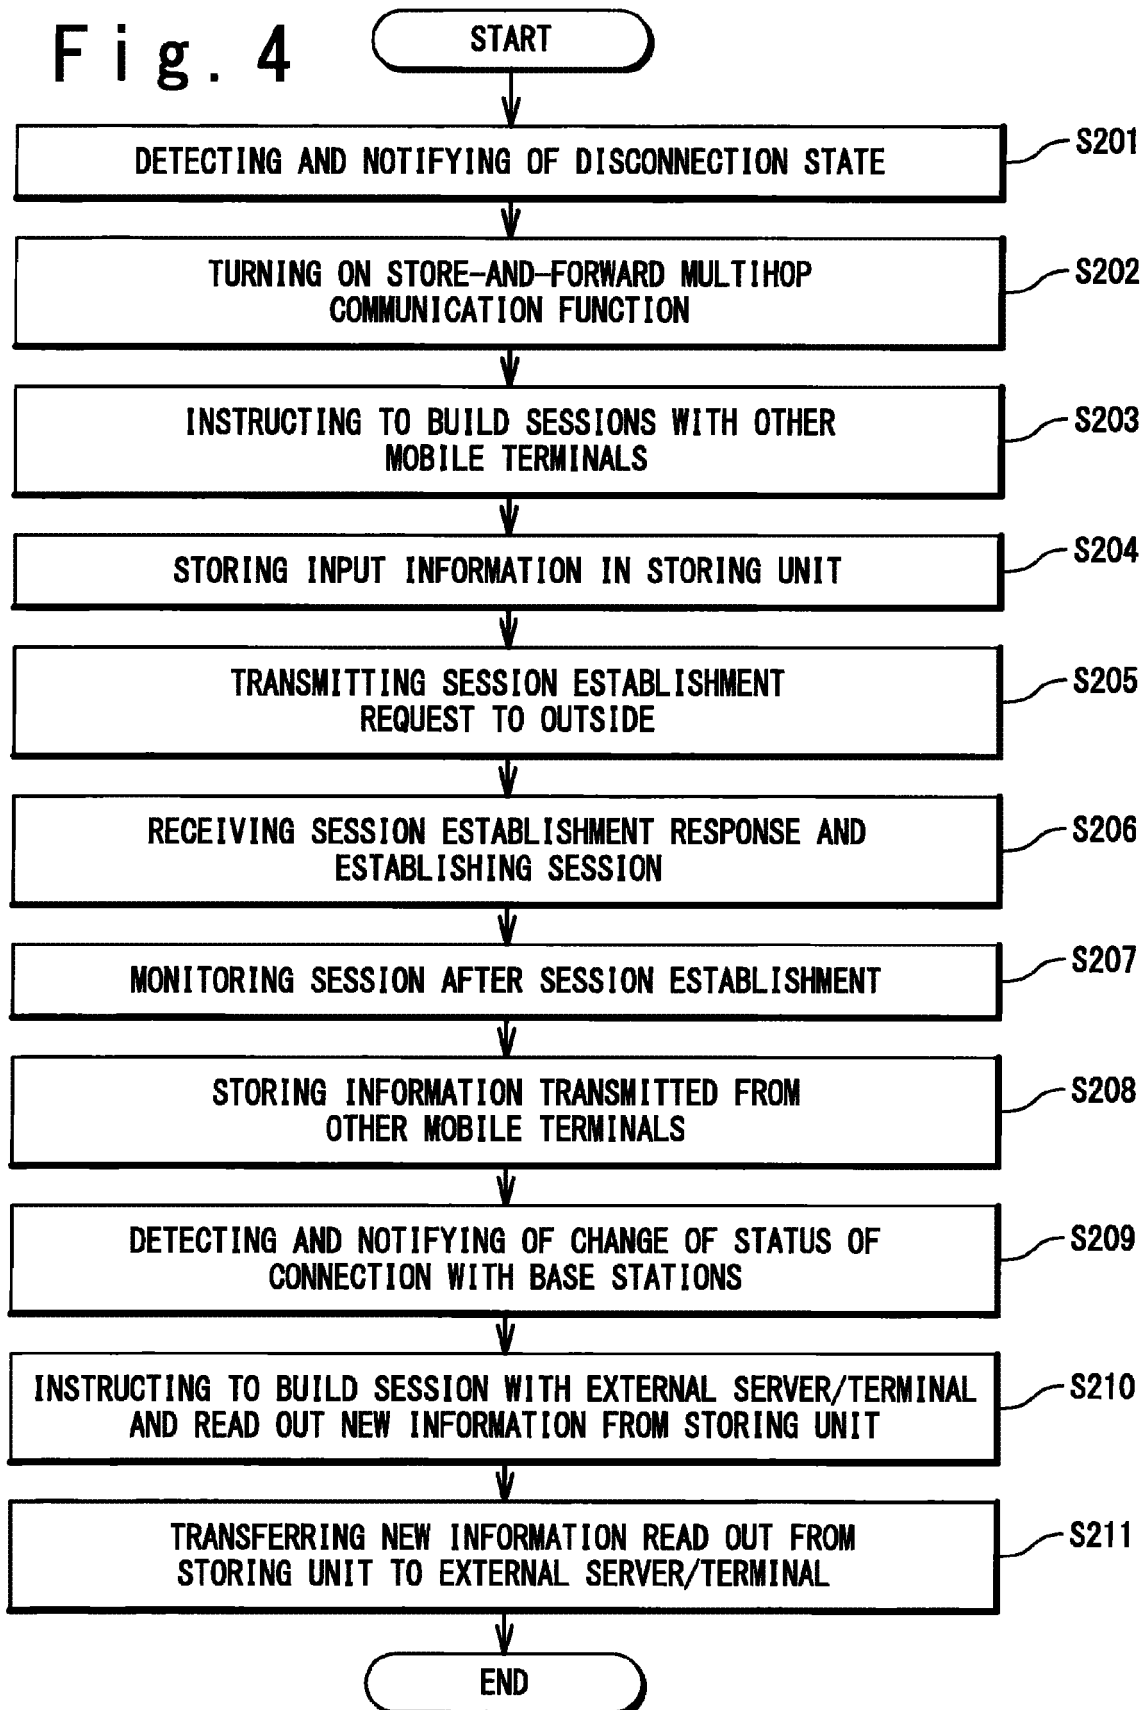 Fig. 4
START
DETECTING AND NOTIFYING OF DISCONNECTION STATE
S201
TURNING ON STORE-AND-FORWARD MULTIHOP
COMMUNICATION FUNCTION
S202
INSTRUCTING TO BUILD SESSIONS WITH OTHER
MOBILE TERMINALS
S203
STORING INPUT INFORMATION IN STORING UNIT
S204
TRANSMITTING SESSION ESTABLISHMENT
REQUEST TO OUTSIDE
S205
RECEIVING SESSION ESTABLISHMENT RESPONSE AND
ESTABLISHING SESSION
S206
MONITORING SESSION AFTER SESSION ESTABLISHMENT
S207
STORING INFORMATION TRANSMITTED FROM
OTHER MOBILE TERMINALS
S208
DETECTING AND NOTIFYING OF CHANGE OF STATUS OF
CONNECTION WITH BASE STATIONS
S209
INSTRUCTING TO BUILD SESSION WITH EXTERNAL SERVER/TERMINAL
AND READ OUT NEW INFORMATION FROM STORING UNIT
S210
TRANSFERRING NEW INFORMATION READ OUT FROM
STORING UNIT TO EXTERNAL SERVER/TERMINAL
S211
END